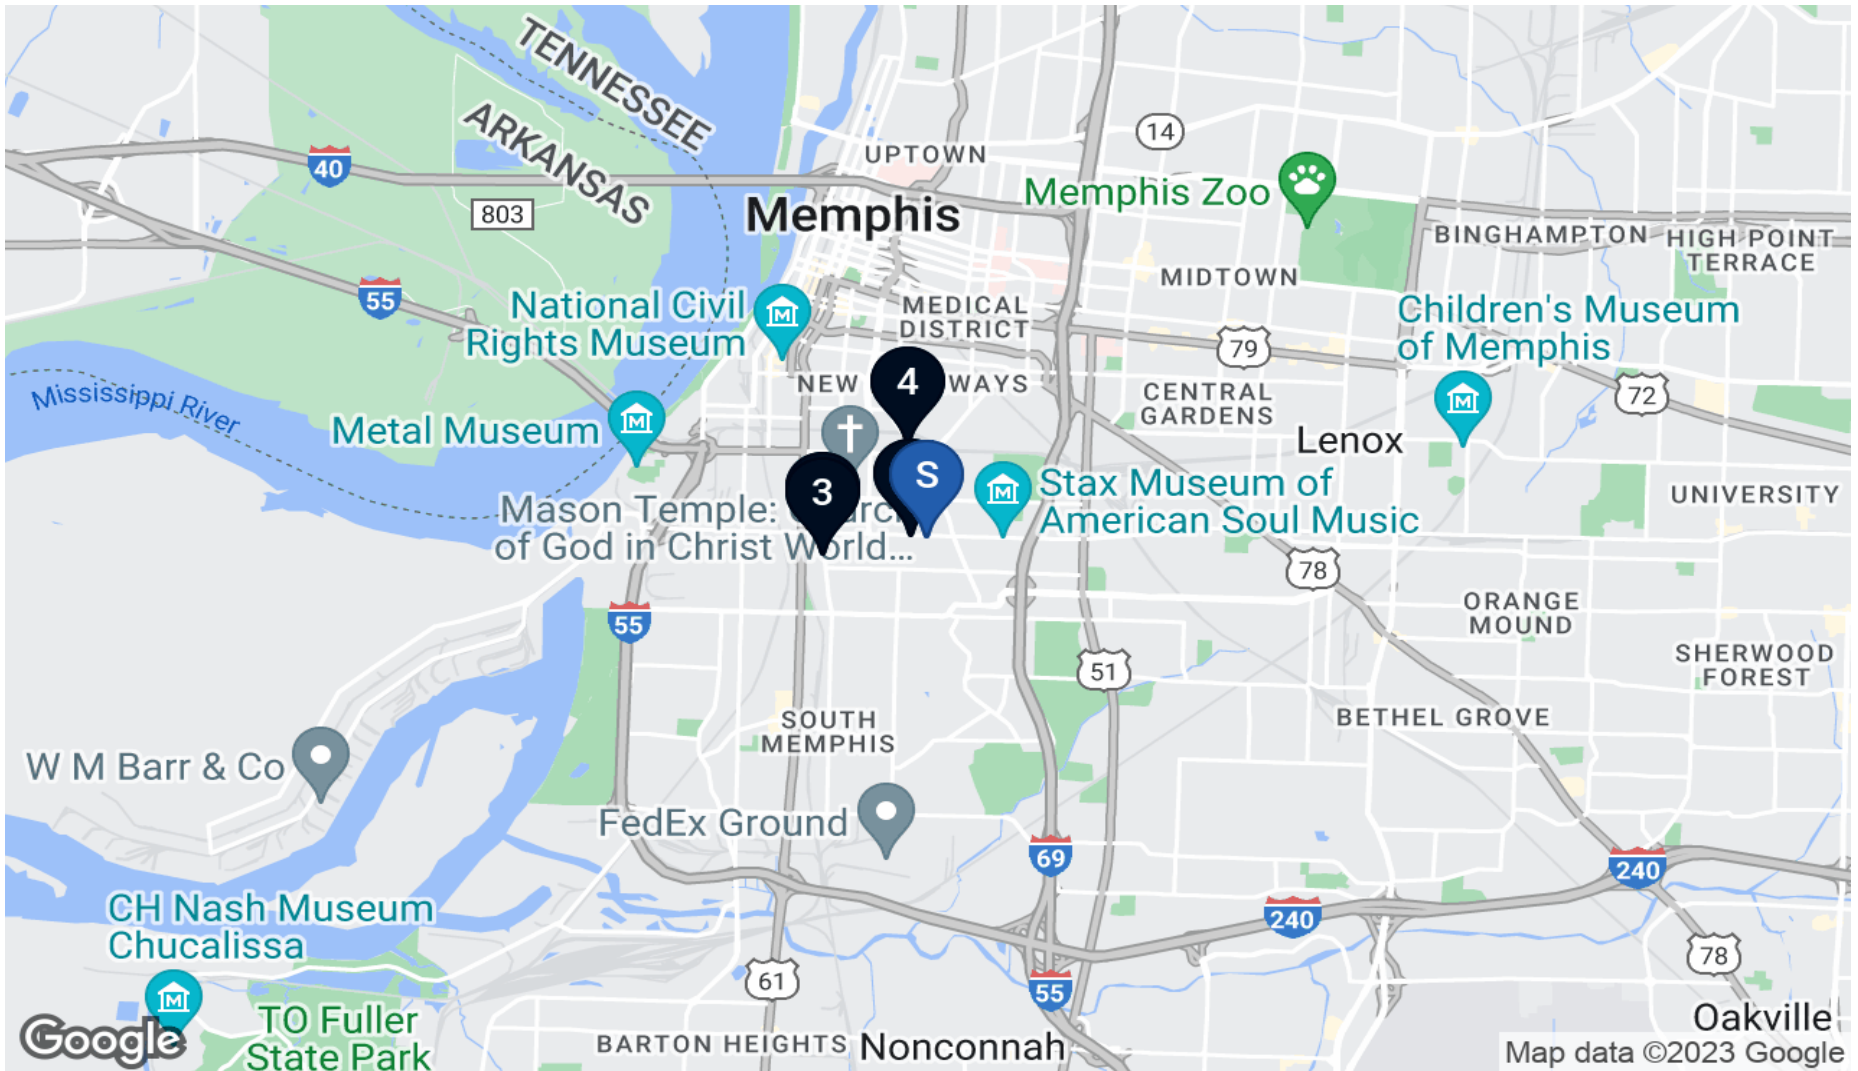 TENNESSEE
ARKANSAS
14
UPTOWN
40
Memphis Zoo
803
Memphis
BINGHAMPTON
HIGH POINT
TERRACE
MIDTOWN
55
National Civil
Rights Museum
MEDICAL
DISTRICT
Children's Museum
of Memphis
79
4
NEW
WAYS
72
Mississippi River
CENTRAL
GARDENS
Metal Museum
Lenox
S
3
Stax Museum of
American Soul Music
UNIVERSITY
Mason Temple:
of God in Christ World...
78
ORANGE
MOUND
55
51
SHERWOOD
FOREST
SOUTH
MEMPHIS
BETHEL GROVE
W M Barr & Co
FedEx Ground
69
240
CH Nash Museum
Chucalissa
240
78
61
55
TO Fuller
State Park
Oakville
Google
BARTON HEIGHTS
Nonconnah
Map data ©2023 Google